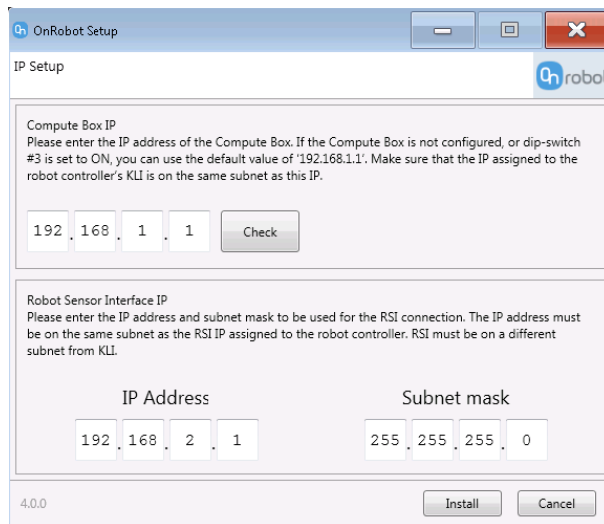 OnRobot Setup
IP Setup
On robot
Compute Box IP
Please enter the IP address of the Compute Box. If the Compute Box is not configured, or dip-switch
#3 is set to ON, you can use the default value of '192.168.1.1'. Make sure that the IP assigned to the
robot controller's KLI is on the same subnet as this IP.
192 . 168 . 1 . 1 Check
Robot Sensor Interface IP
Please enter the IP address and subnet mask to be used for the RSI connection. The IP address must
be on the same subnet as the RSI IP assigned to the robot controller. RSI must be on a different
subnet from KLI.
IP Address Subnet mask
192 . 168 . 2 . 1 255 . 255 . 255 . 0
4.0.0 Install Cancel